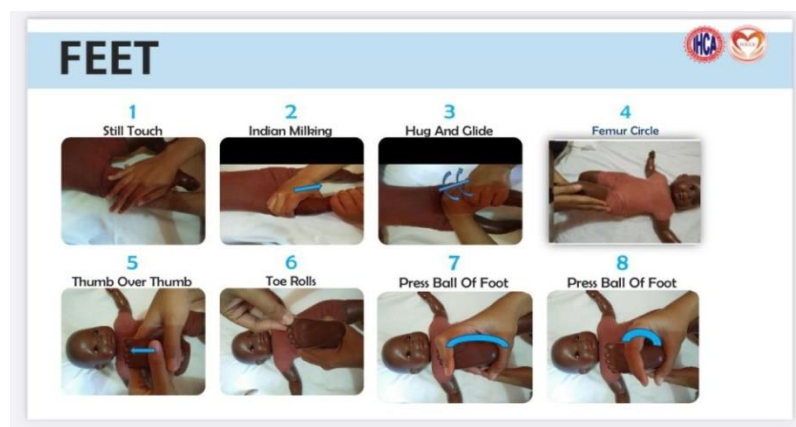 FEET
IHCA
1
Still Touch
2
Indian Milking
3
Hug And Glide
4
Femur Circle
5
Thumb Over Thumb
6
Toe Rolls
7
Press Ball Of Foot
8
Press Ball Of Foot